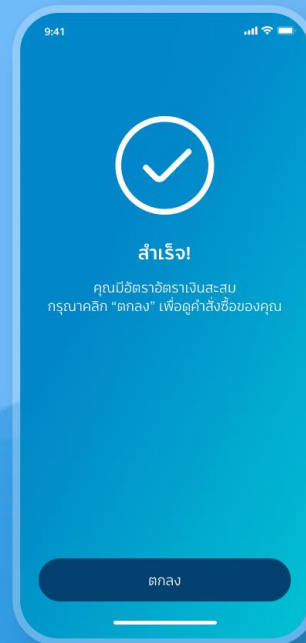 9:41
สำเร็จ!
คุณมีอัตราอัตราเงินสะสม
กรุณาคลิก “ตกลง” เพื่อดูคำสั่งซื้อของคุณ
ตกลง